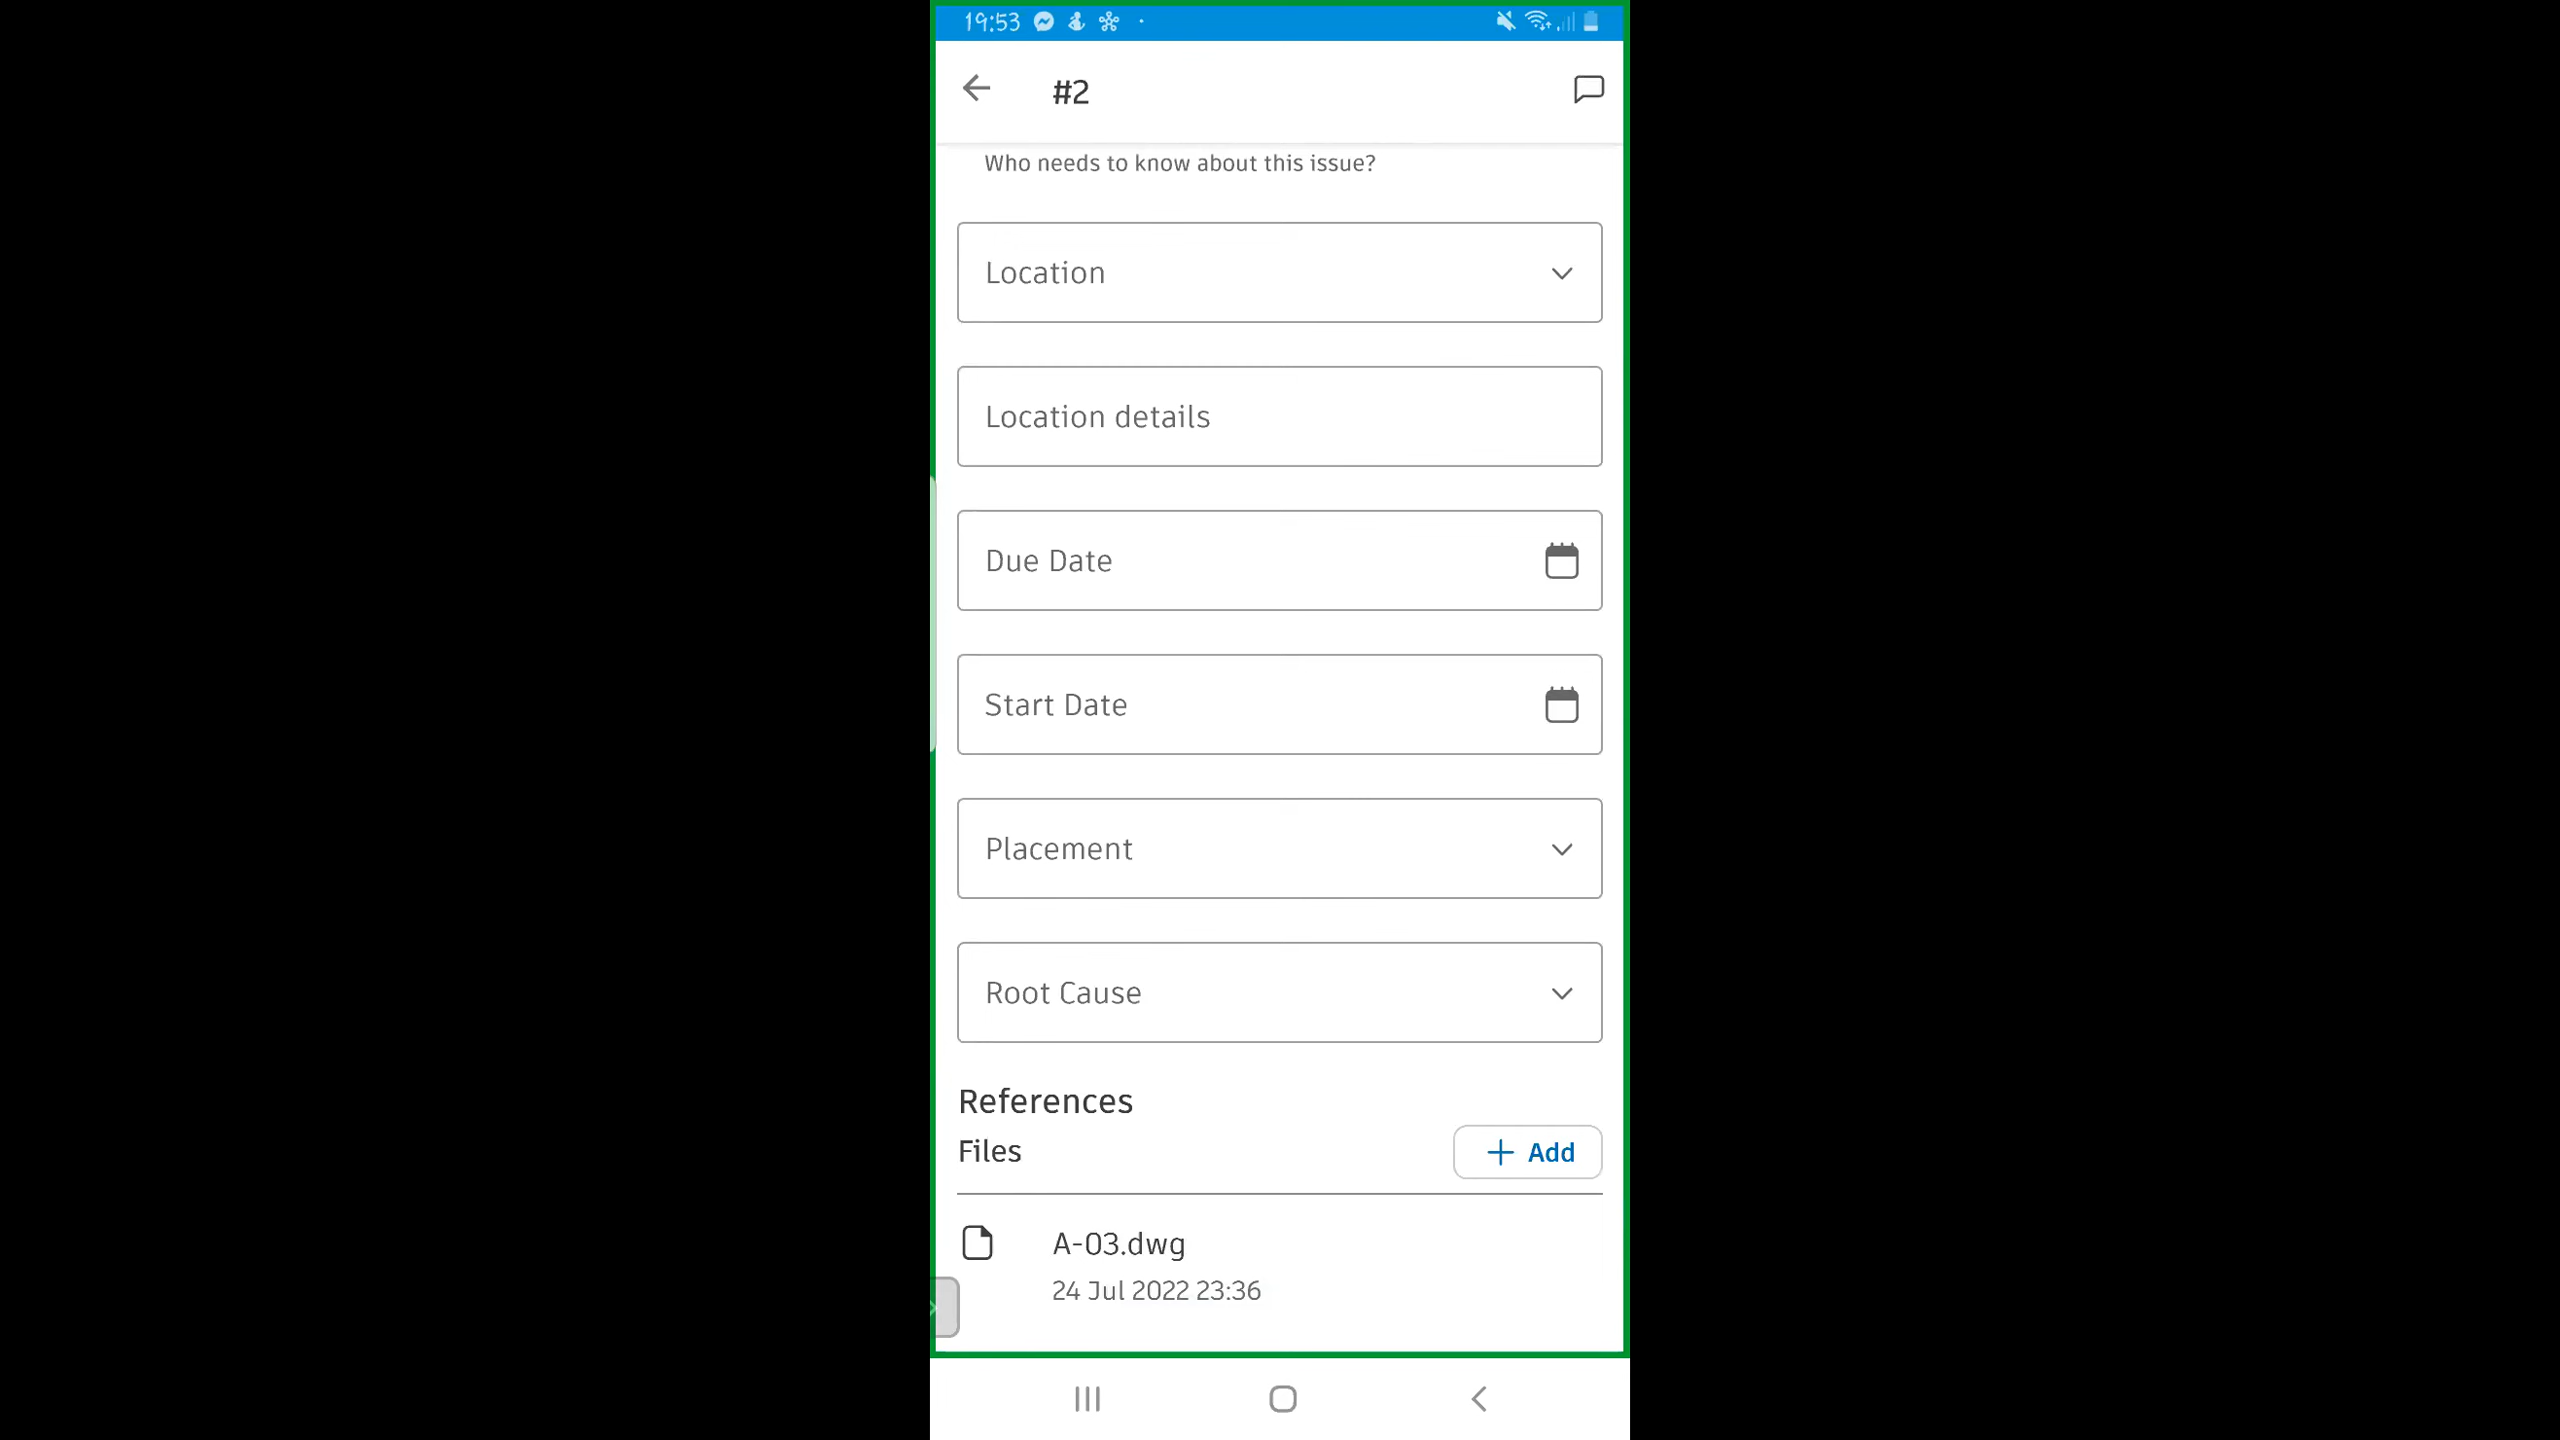 19:53
#2
Who needs to know about this issue?
Location
Location details
Due Date
Start Date
Placement
Root Cause
References
Files
Add
A-03.dwg
24 Jul 2022 23:36